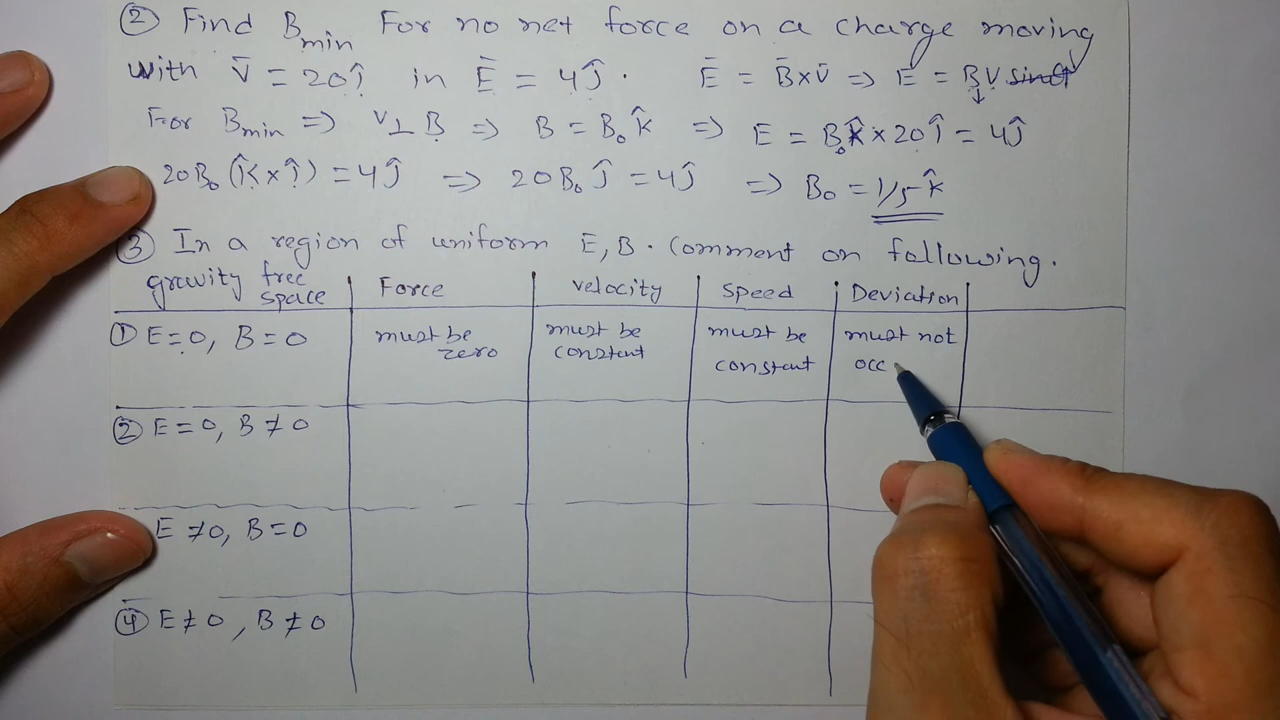 ② Find Bmin For no net force on a charge moving
with V̄ = 20î in Ē = 4ĵ. Ē = B̄×v̄ ⇒ E = BV sinθ
For Bmin ⇒ V⊥B ⇒ B = B₀k̂ ⇒ E = B₀k̂ × 20î = 4ĵ
20B₀ (k̂×î) = 4ĵ ⇒ 20B₀ĵ = 4ĵ ⇒ B₀ = 1/5 k̂
③ In a region of uniform E, B. Comment on following.
gravity free space Force velocity speed Deviation
① E=0, B=0 must be zero must be constant must be constant must not occ
② E=0, B≠0
E≠0, B=0
④ E≠0, B≠0